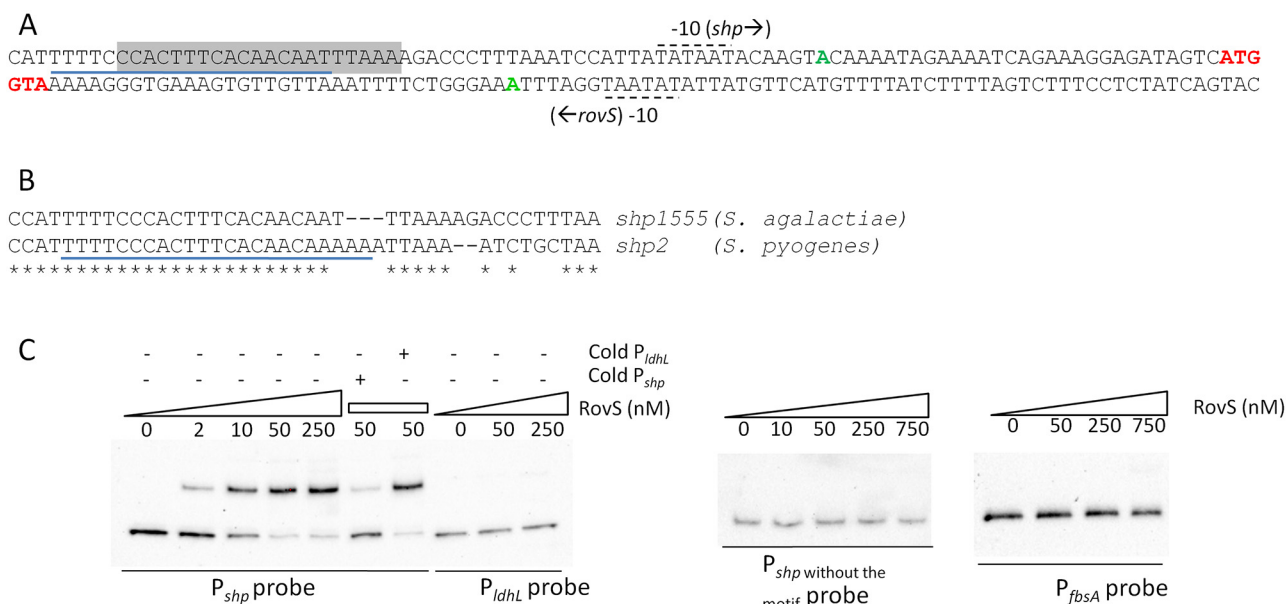 A
-10 (shp→)
CATTTTTCCCACTTTCACAACAATTTAAAAGACCCTTTAAATCCATTATATAATACAAGTACAAAATAGAAAATCAGAAAGGAGATAGTCATG
GTAAAAAGGGTGAAAGTGTTGTTAAATTTTCTGGGAAATTTAGGTAATATATTATGTTCATGTTTTATCTTTTAGTCTTTCCTCTATCAGTAC
(←rovS) -10
B
CCATTTTTCCCACTTTCACAACAAT---TTAAAAGACCCTTTAA shp1555 (S. agalactiae)
CCATTTTTCCCACTTTCACAACAAAAAATTAAA--ATCTGCTAA shp2 (S. pyogenes)
************************    *****  * *   ***
C
- - - - - - + - - - Cold PldhL
- - - - - + - - - - Cold Pshp
RovS (nM)
0 2 10 50 250 50 50 0 50 250
Pshp probe PldhL probe
0 10 50 250 750
Pshp without the
motif probe
RovS (nM)
0 50 250 750
PfbsA probe